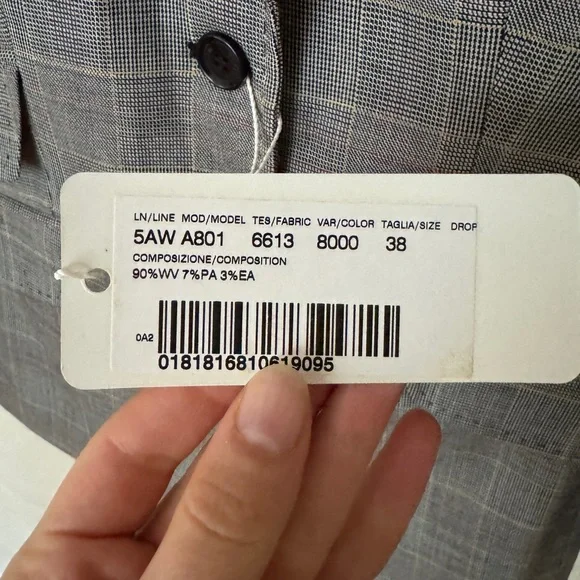 LN/LINE MOD/MODEL TES/FABRIC VAR/COLOR TAGLIA/SIZE DROP
5AW A801 6613 8000 38
COMPOSIZIONE/COMPOSITION
90%WV 7%PA 3%EA
0A2
0181816810619095